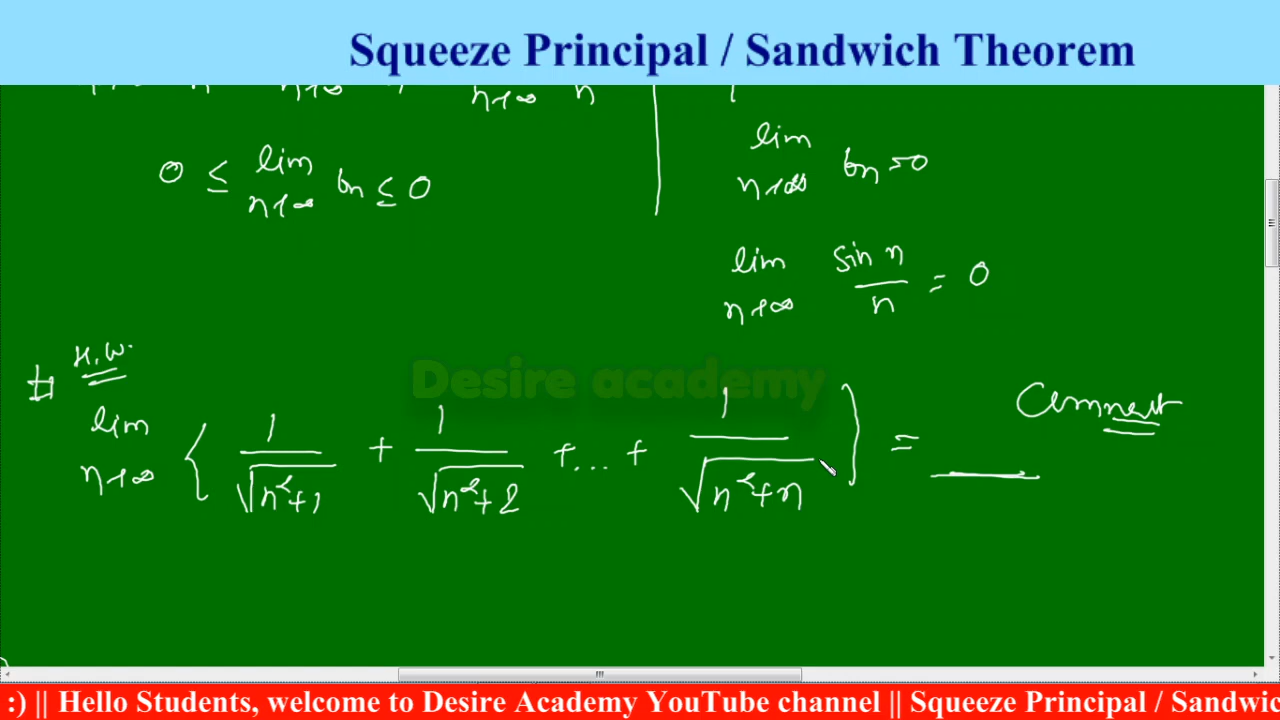 Squeeze Principal / Sandwich Theorem
n→∞ n n→∞ n→∞ n
0 ≤ lim n→∞ bn ≤ 0
lim n→∞ bn = 0
lim n→∞ sin n / n = 0
# H.W.
lim n→∞ { 1/√(n²+1) + 1/√(n²+2) + ... + 1/√(n²+n) } = ____ Comment
Desire academy
:) || Hello Students, welcome to Desire Academy YouTube channel || Squeeze Principal / Sandwic